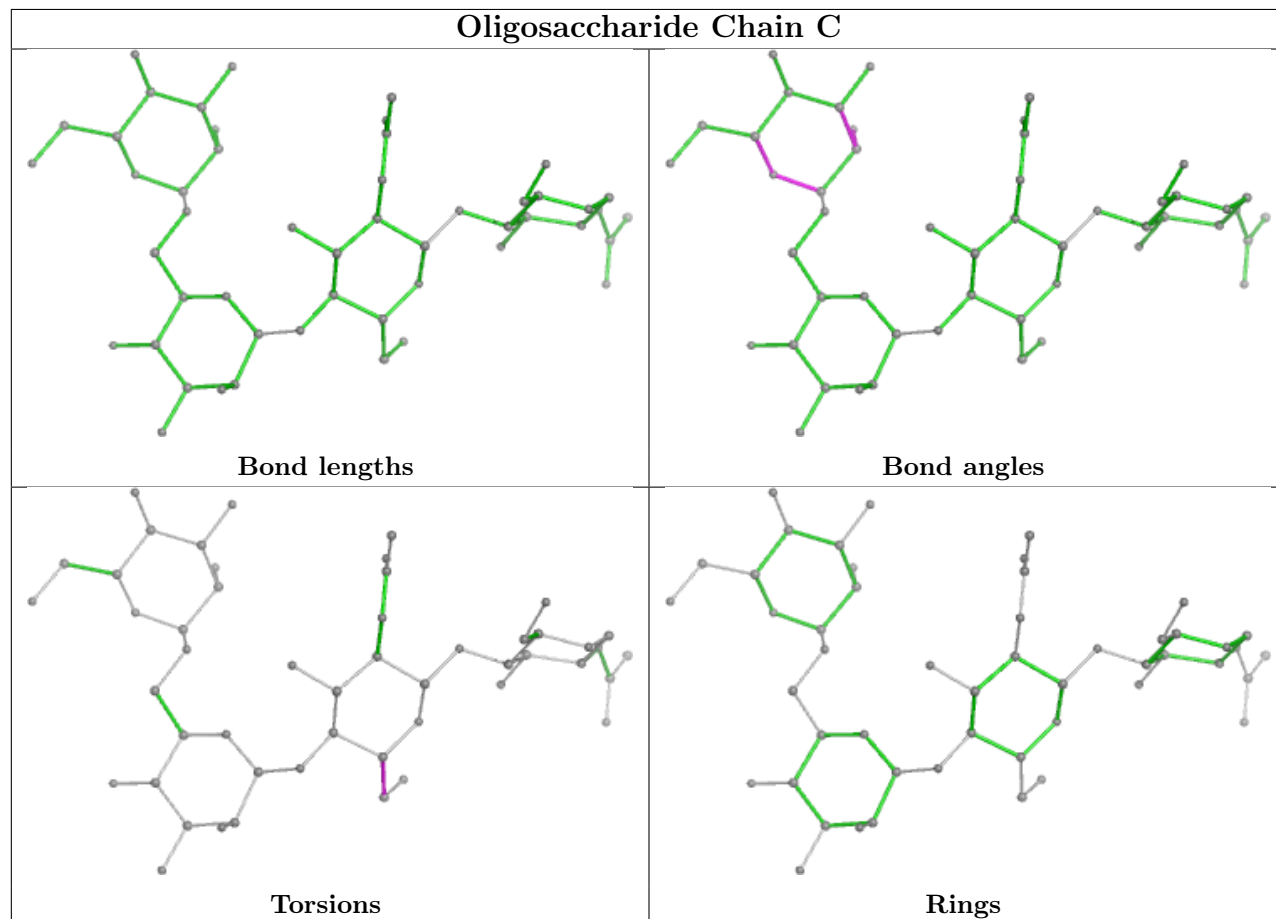 Oligosaccharide Chain C
Bond lengths
Bond angles
Torsions
Rings